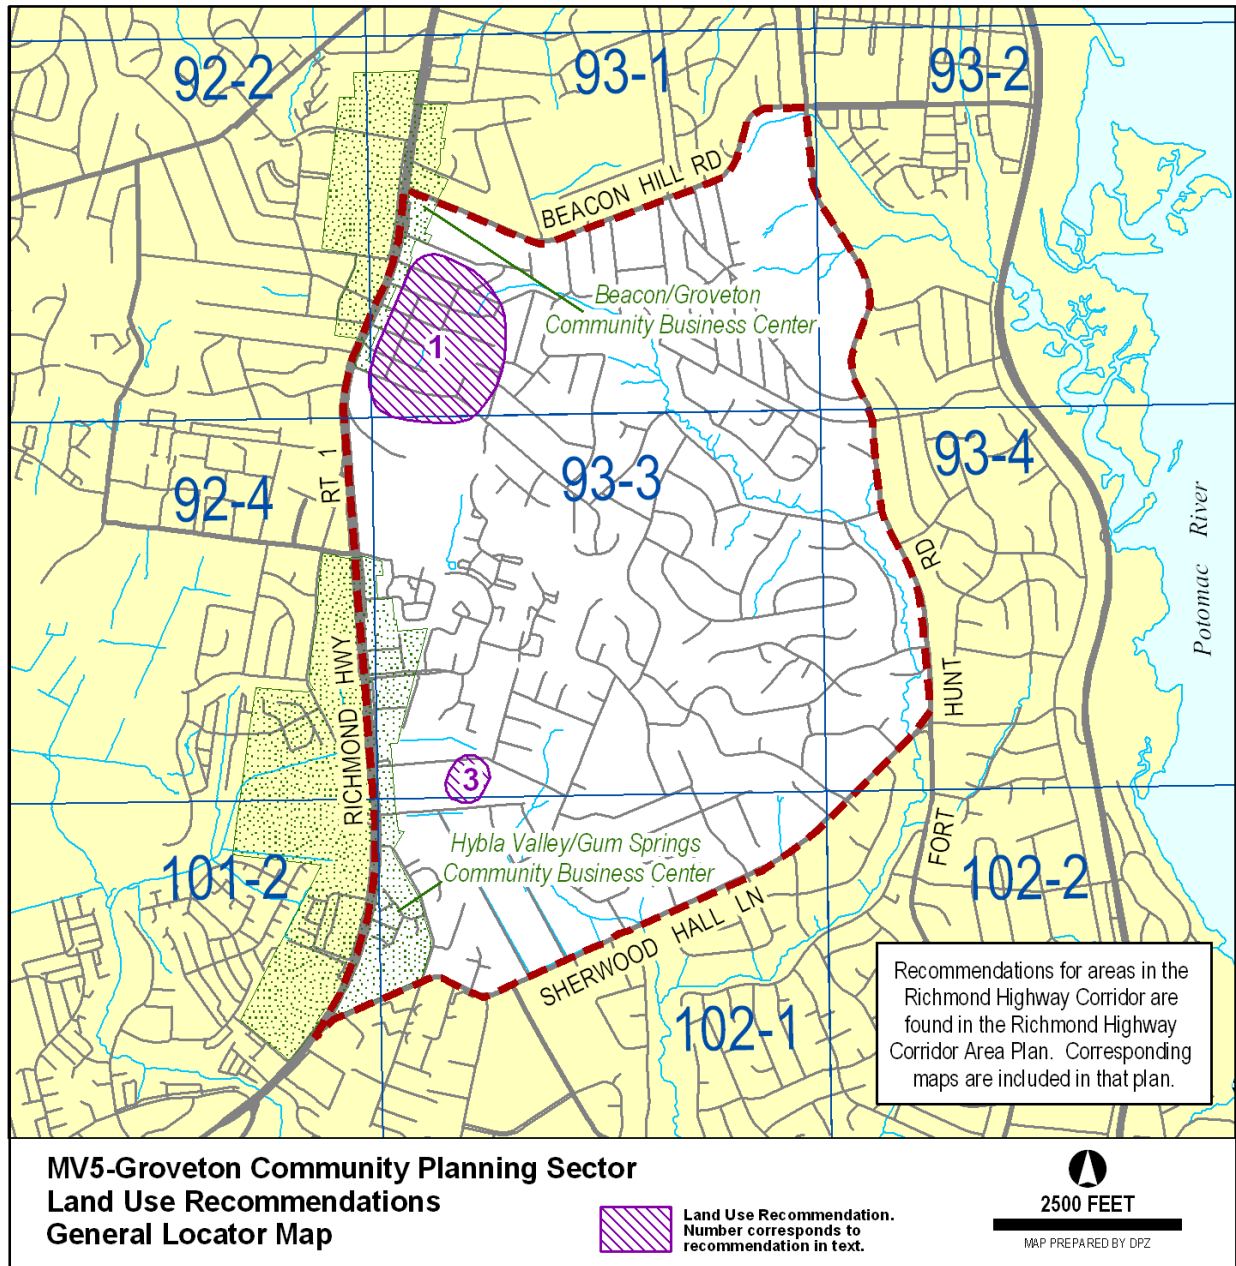 92-2
93-1
93-2
BEACON HILL RD
Beacon/Groveton
Community Business Center
1
93-3
93-4
92-4
RT 1
Potomac River
RD
HUNT
FORT
RICHMOND HWY
3
Hybla Valley/Gum Springs
Community Business Center
101-2
102-2
SHERWOOD HALL LN
102-1
Recommendations for areas in the
Richmond Highway Corridor are
found in the Richmond Highway
Corridor Area Plan. Corresponding
maps are included in that plan.
MV5-Groveton Community Planning Sector
Land Use Recommendations
General Locator Map
Land Use Recommendation.
Number corresponds to
recommendation in text.
2500 FEET
MAP PREPARED BY DPZ